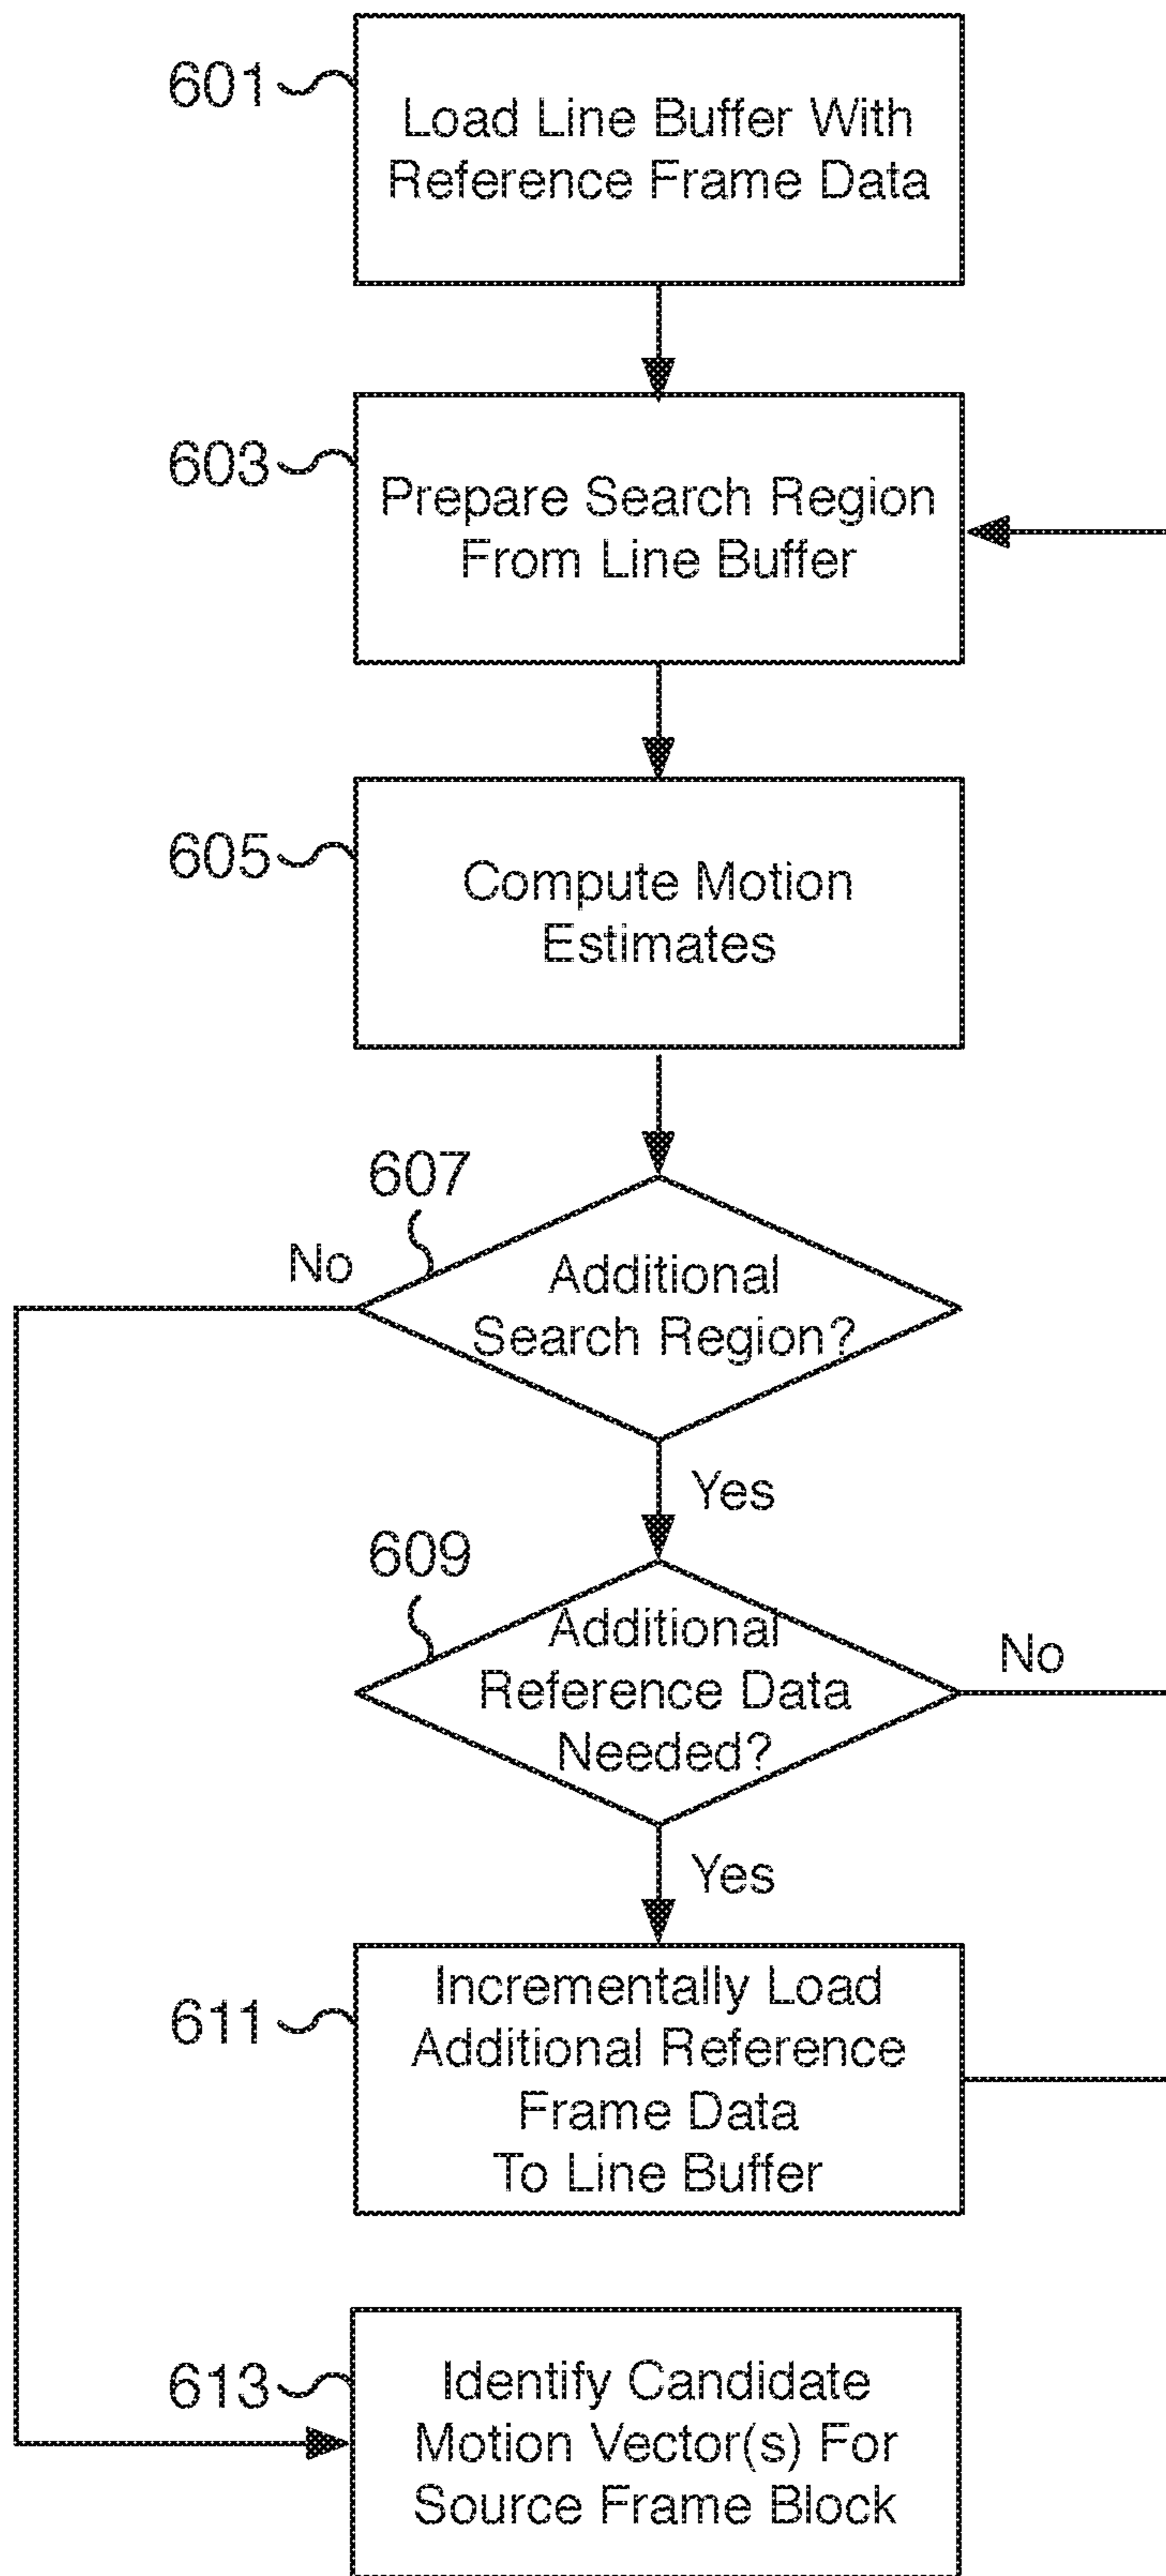 601
Load Line Buffer With
Reference Frame Data
603
Prepare Search Region
From Line Buffer
605
Compute Motion
Estimates
607
No
Additional
Search Region?
Yes
609
Additional
Reference Data
Needed?
No
Yes
611
Incrementally Load
Additional Reference
Frame Data
To Line Buffer
613
Identify Candidate
Motion Vector(s) For
Source Frame Block